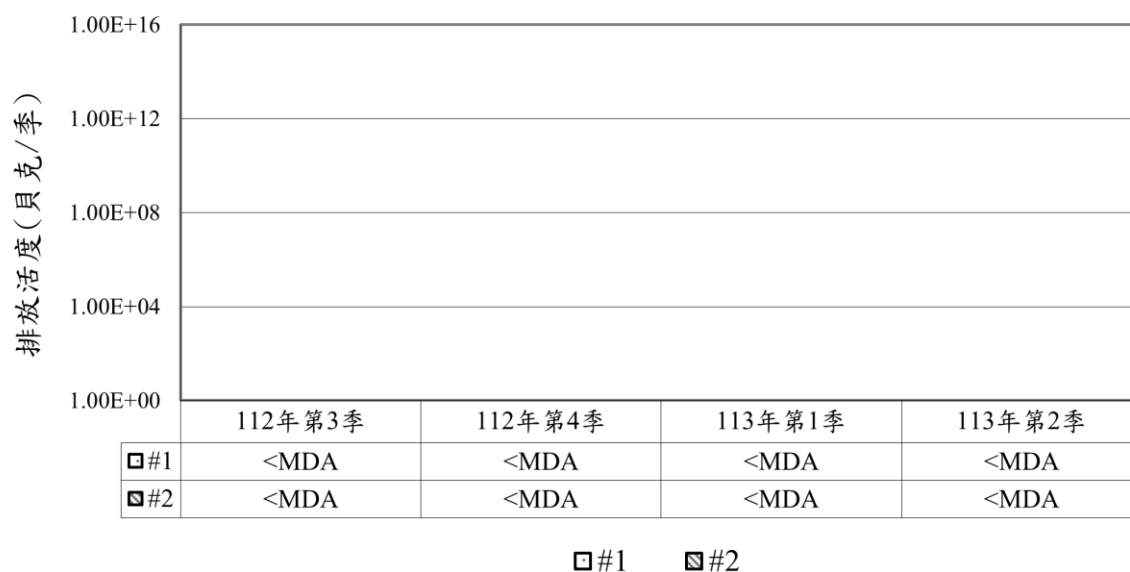 排放活度(貝克/季)
1.00E+16
1.00E+12
1.00E+08
1.00E+04
1.00E+00
112年第3季 112年第4季 113年第1季 113年第2季
#1 <MDA <MDA <MDA <MDA
#2 <MDA <MDA <MDA <MDA
#1 #2